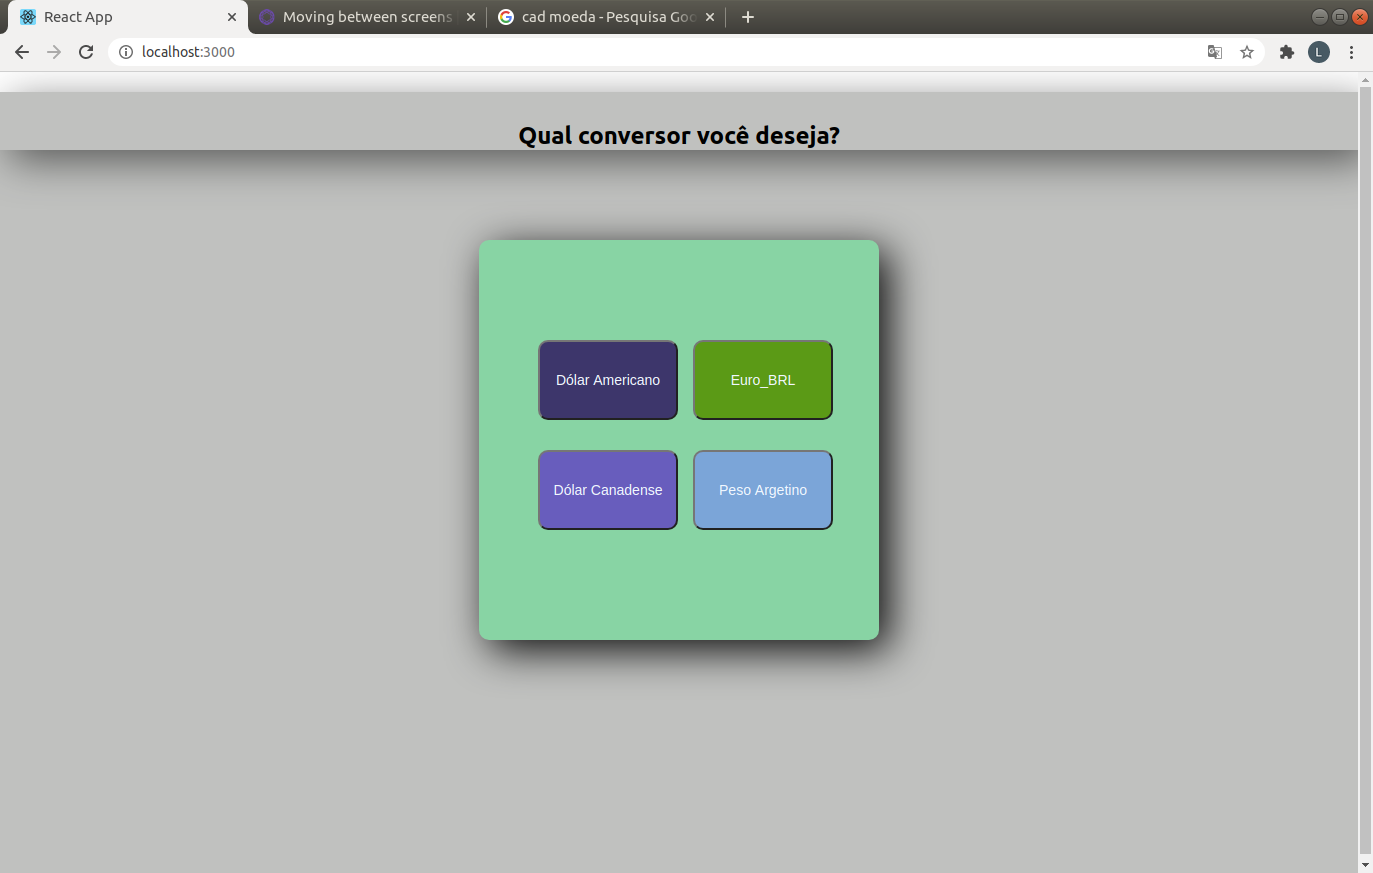 React App
Moving between screens
cad moeda - Pesquisa Goo
localhost:3000
L
Qual conversor você deseja?
Dólar Americano
Euro_BRL
Dólar Canadense
Peso Argetino